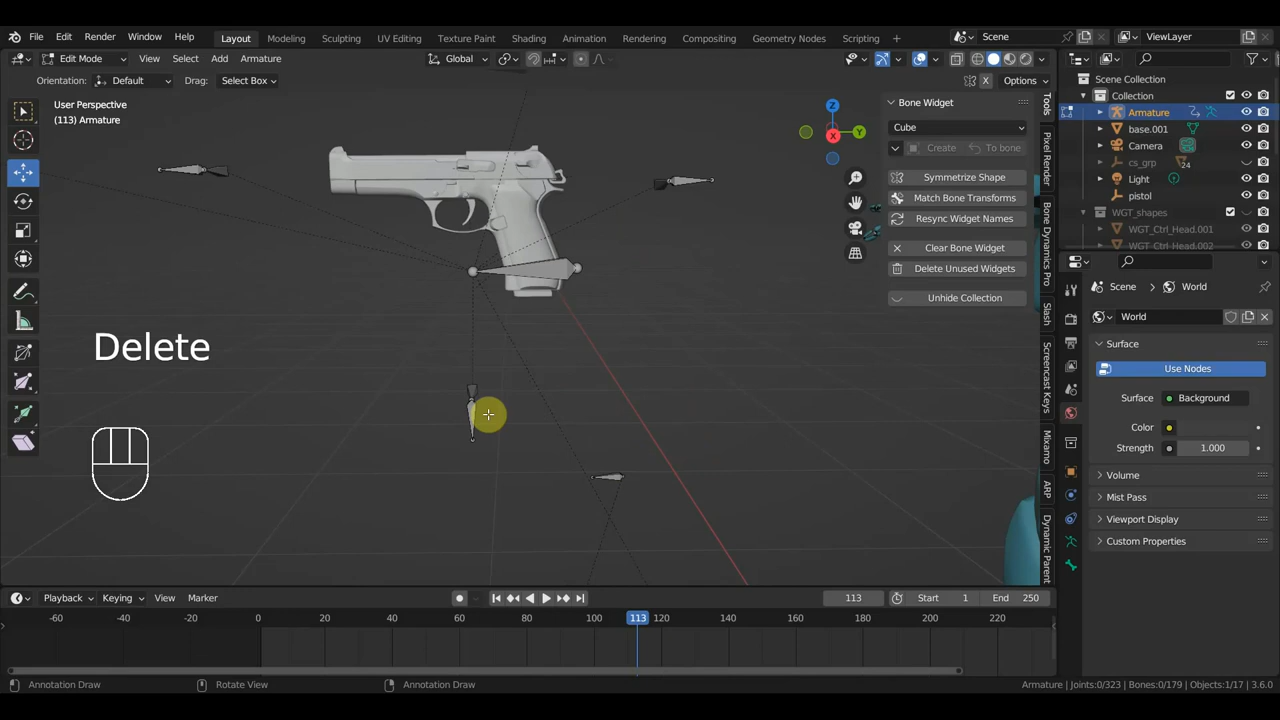 File Edit Render Window Help Layout Modeling Sculpting UV Editing Texture Paint Shading Animation Rendering Compositing Geometry Nodes Scripting + Scene ViewLayer
Edit Mode View Select Add Armature Global
Orientation: Default Drag: Select Box X Options
User Perspective
(113) Armature
Z
Y
X
Bone Widget
Cube
Create To bone
Symmetrize Shape
Match Bone Transforms
Resync Widget Names
Clear Bone Widget
Delete Unused Widgets
Unhide Collection
Tools
Pixel Render
Bone Dynamics Pro
Slash
Screencast Keys
Mixamo
ARP
Dynamic Parent
Scene Collection
Collection
Armature
base.001
Camera
cs_grp 24
Light
pistol
WGT_shapes
WGT_Ctrl_Head.001
WGT_Ctrl_Head.002
Scene World
World
Surface
Use Nodes
Surface Background
Color
Strength 1.000
Volume
Mist Pass
Viewport Display
Custom Properties
Delete
Playback Keying View Marker 113 Start 1 End 250
-60 -40 -20 0 20 40 60 80 100 113 120 140 160 180 200 220
Annotation Draw Rotate View Annotation Draw Armature | Joints:0/323 | Bones:0/179 | Objects:1/17 | 3.6.0